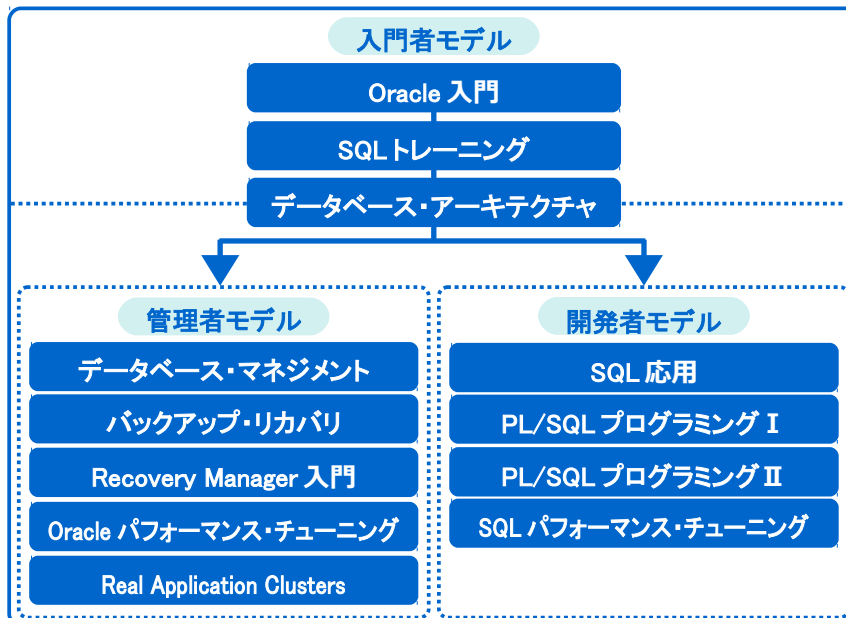 入門者モデル
Oracle 入門
SQLトレーニング
データベース・アーキテクチャ
管理者モデル
データベース・マネジメント
バックアップ・リカバリ
Recovery Manager 入門
Oracle パフォーマンス・チューニング
Real Application Clusters
開発者モデル
SQL 応用
PL/SQL プログラミング I
PL/SQL プログラミング II
SQL パフォーマンス・チューニング